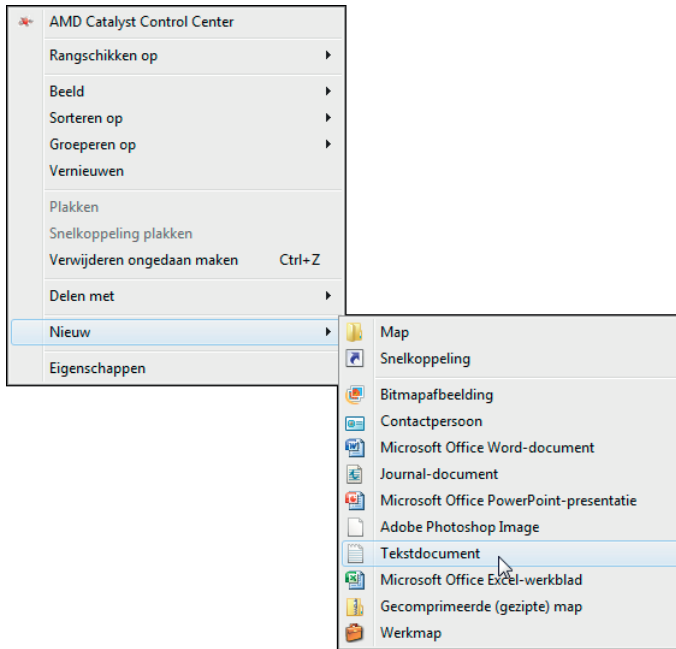 AMD Catalyst Control Center
Rangschikken op
Beeld
Sorteren op
Groeperen op
Vernieuwen
Plakken
Snelkoppeling plakken
Verwijderen ongedaan maken Ctrl+Z
Delen met
Nieuw
Eigenschappen
Map
Snelkoppeling
Bitmapafbeelding
Contactpersoon
Microsoft Office Word-document
Journal-document
Microsoft Office PowerPoint-presentatie
Adobe Photoshop Image
Tekstdocument
Microsoft Office Excel-werkblad
Gecomprimeerde (gezipte) map
Werkmap